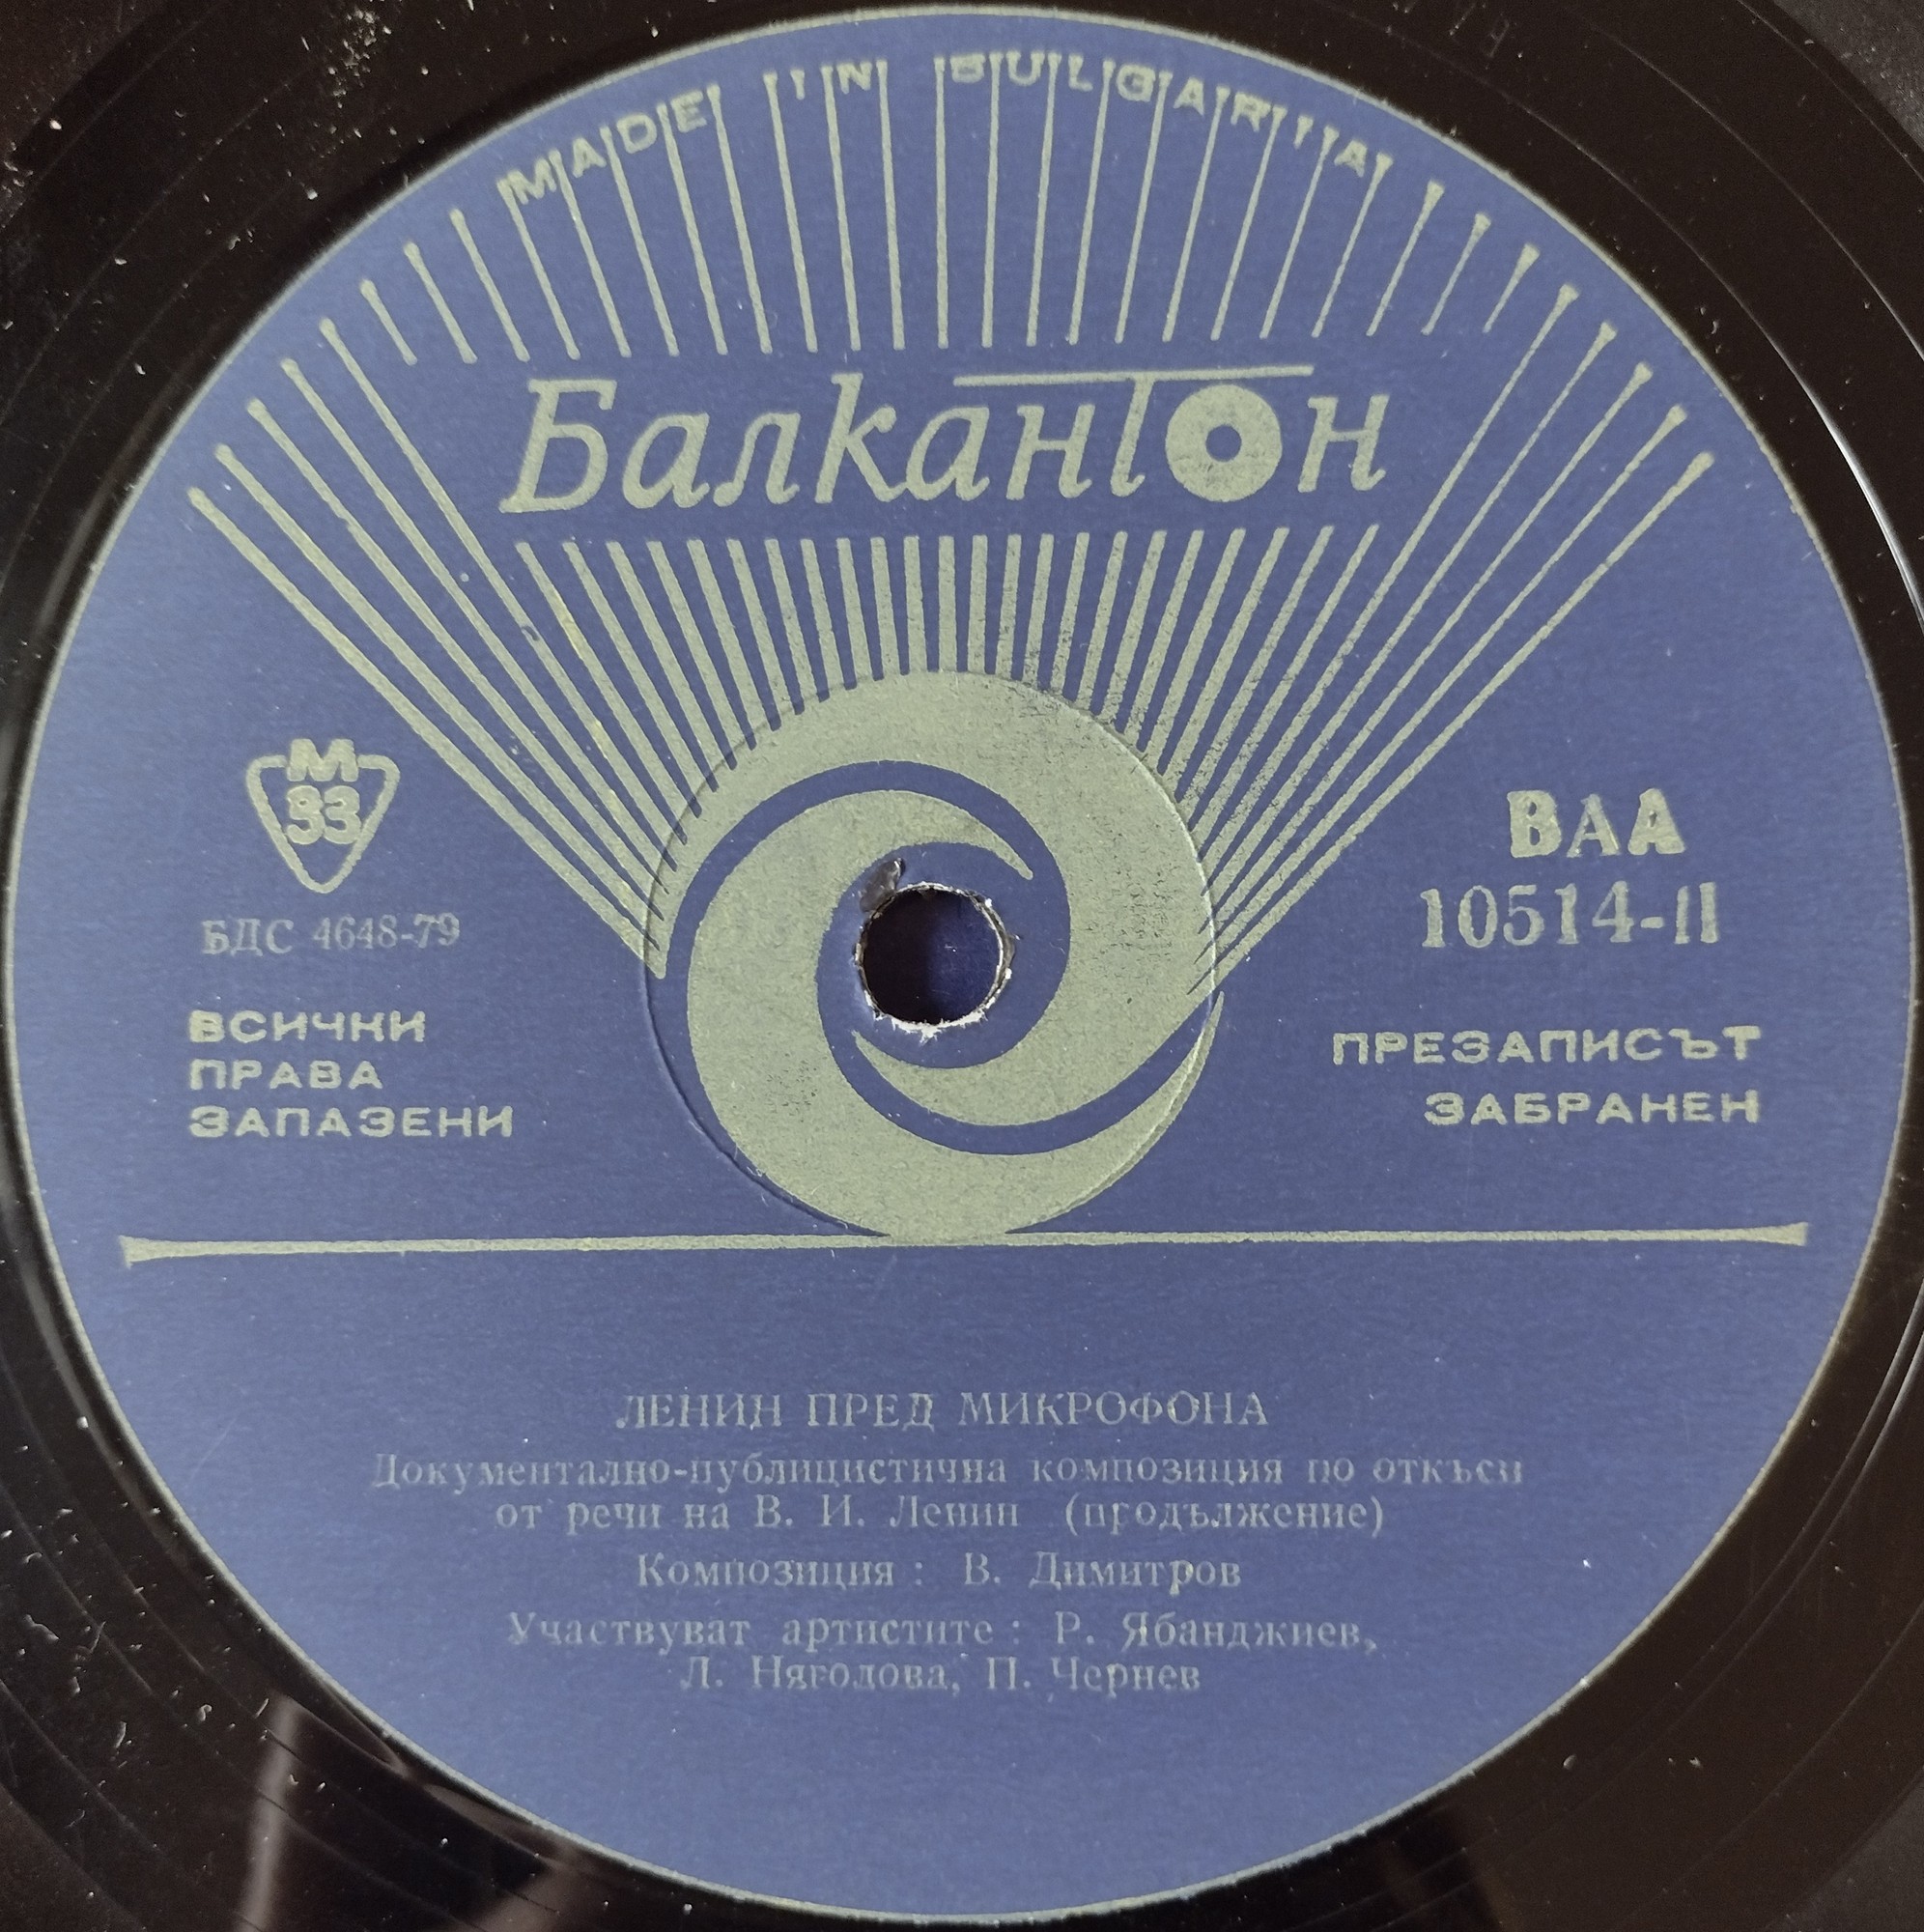 MADE IN BULGARIA
Балкантон
М
33
БДС 4648-79
ВСИЧКИ
ПРАВА
ЗАПАЗЕНИ
ВАА
10514-II
ПРЕЗАПИСЪТ
ЗАБРАНЕН
ЛЕНИН ПРЕД МИКРОФОНА
Документално-публицистична композиция по откъси
от речи на В. И. Ленин (продължение)
Композиция : В. Димитров
Участвуват артистите : Р. Ябанджиев,
Л. Няголова, П. Чернев